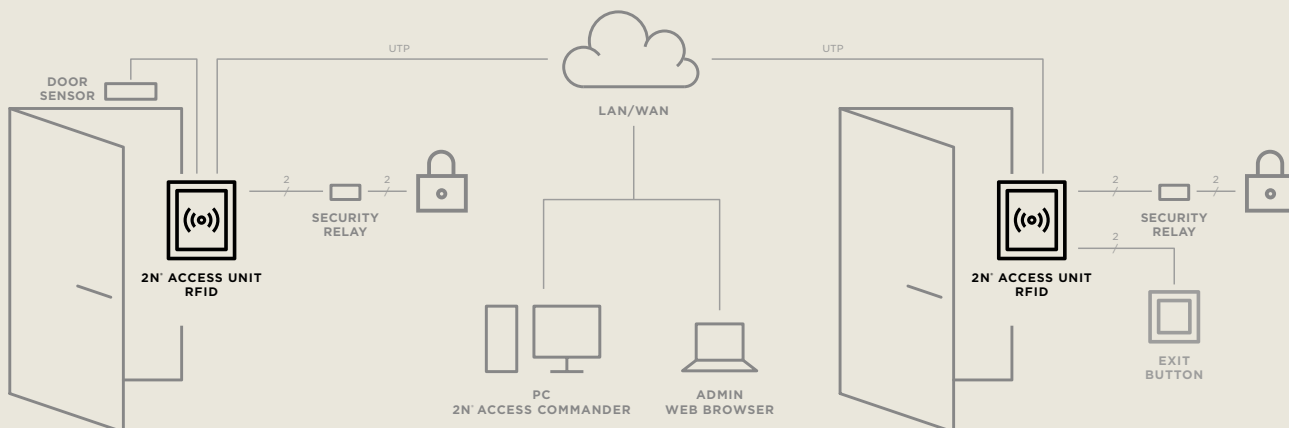 UTP
UTP
DOOR
SENSOR
LAN/WAN
2
2
SECURITY
RELAY
2N® ACCESS UNIT
RFID
2
2
SECURITY
RELAY
2
2N® ACCESS UNIT
RFID
EXIT
BUTTON
PC
2N® ACCESS COMMANDER
ADMIN
WEB BROWSER